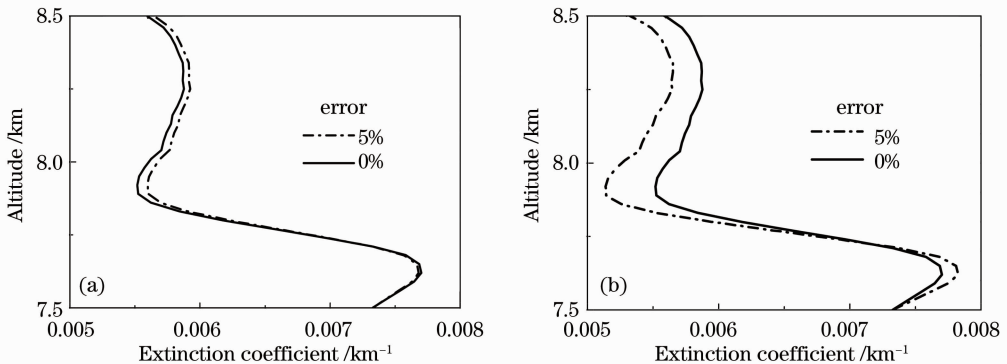 8.5
8.0
7.5
Altitude /km
error
5%
0%
(a)
0.005
0.006
0.007
0.008
Extinction coefficient /km⁻¹
8.5
8.0
7.5
Altitude /km
error
5%
0%
(b)
0.005
0.006
0.007
0.008
Extinction coefficient /km⁻¹